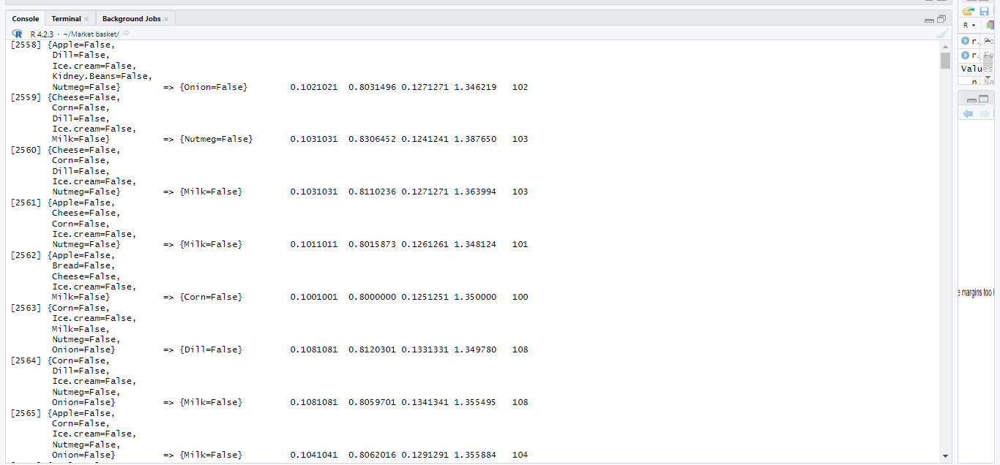 Console Terminal Background Jobs
R 4.2.3 · ~/Market basket/
[2558] {Apple=False,
Dill=False,
Ice.cream=False,
Kidney.Beans=False,
Nutmeg=False} => {Onion=False} 0.1021021 0.8031496 0.1271271 1.346219 102
[2559] {Cheese=False,
Corn=False,
Dill=False,
Ice.cream=False,
Milk=False} => {Nutmeg=False} 0.1031031 0.8306452 0.1241241 1.387650 103
[2560] {Cheese=False,
Corn=False,
Dill=False,
Ice.cream=False,
Nutmeg=False} => {Milk=False} 0.1031031 0.8110236 0.1271271 1.363994 103
[2561] {Apple=False,
Cheese=False,
Corn=False,
Ice.cream=False,
Nutmeg=False} => {Milk=False} 0.1011011 0.8015873 0.1261261 1.348124 101
[2562] {Apple=False,
Bread=False,
Cheese=False,
Ice.cream=False,
Milk=False} => {Corn=False} 0.1001001 0.8000000 0.1251251 1.350000 100
[2563] {Corn=False,
Ice.cream=False,
Milk=False,
Nutmeg=False,
Onion=False} => {Dill=False} 0.1081081 0.8120301 0.1331331 1.349780 108
[2564] {Corn=False,
Dill=False,
Ice.cream=False,
Nutmeg=False,
Onion=False} => {Milk=False} 0.1081081 0.8059701 0.1341341 1.355495 108
[2565] {Apple=False,
Corn=False,
Ice.cream=False,
Nutmeg=False,
Onion=False} => {Milk=False} 0.1041041 0.8062016 0.1291291 1.355884 104
R
r. Fo
r. Fo
Values
n Na
e margins too l